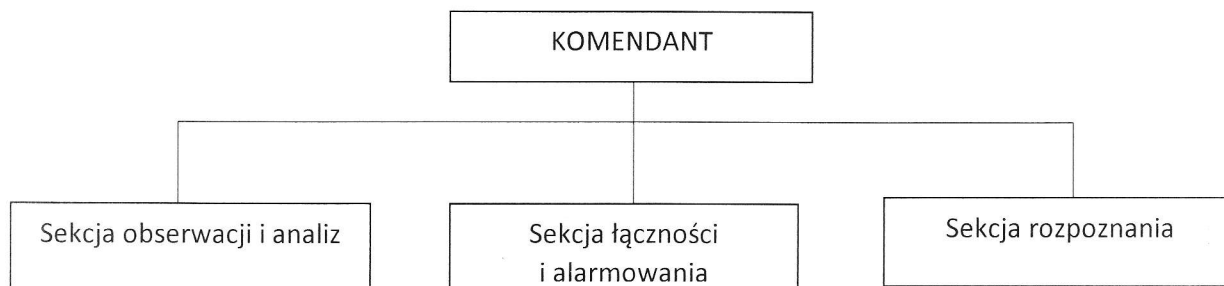 KOMENDANT
Sekcja obserwacji i analiz
Sekcja łączności
i alarmowania
Sekcja rozpoznania